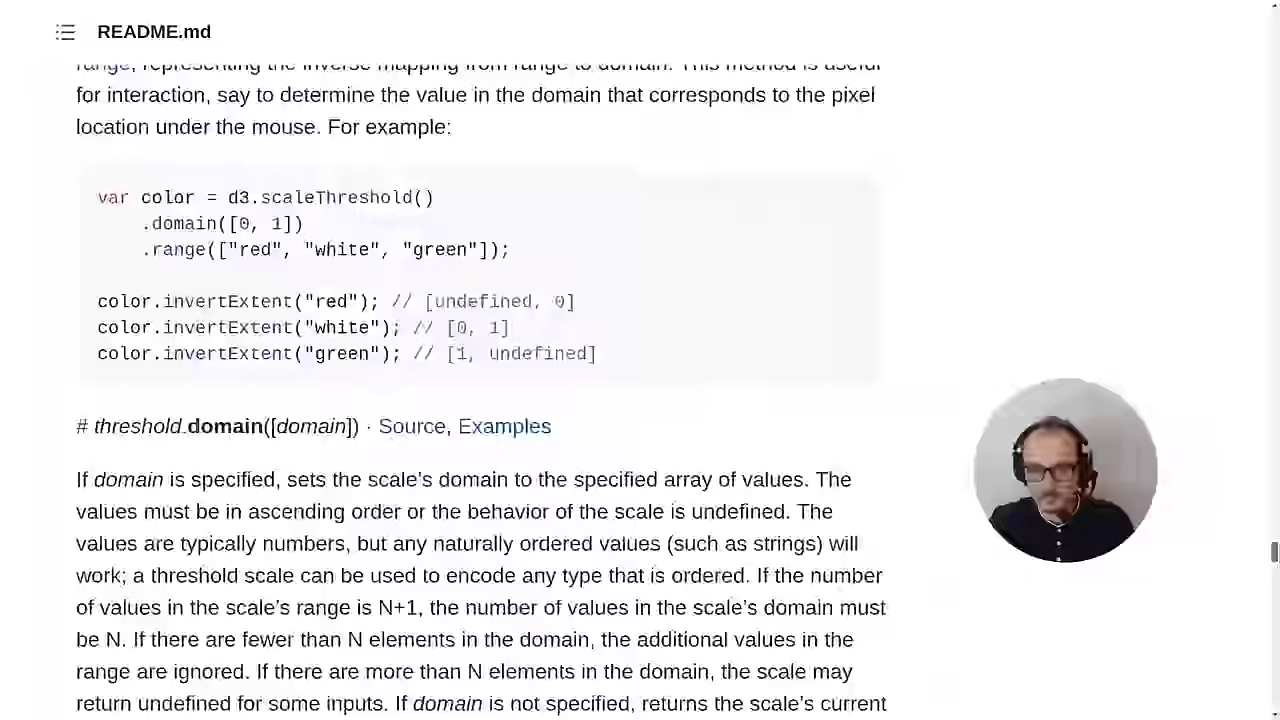 README.md
range, representing the inverse mapping from range to domain. This method is useful
for interaction, say to determine the value in the domain that corresponds to the pixel
location under the mouse. For example:
var color = d3.scaleThreshold()
.domain([0, 1])
.range(["red", "white", "green"]);
color.invertExtent("red"); // [undefined, 0]
color.invertExtent("white"); // [0, 1]
color.invertExtent("green"); // [1, undefined]
# threshold.domain([domain]) · Source, Examples
If domain is specified, sets the scale’s domain to the specified array of values. The
values must be in ascending order or the behavior of the scale is undefined. The
values are typically numbers, but any naturally ordered values (such as strings) will
work; a threshold scale can be used to encode any type that is ordered. If the number
of values in the scale’s range is N+1, the number of values in the scale’s domain must
be N. If there are fewer than N elements in the domain, the additional values in the
range are ignored. If there are more than N elements in the domain, the scale may
return undefined for some inputs. If domain is not specified, returns the scale’s current